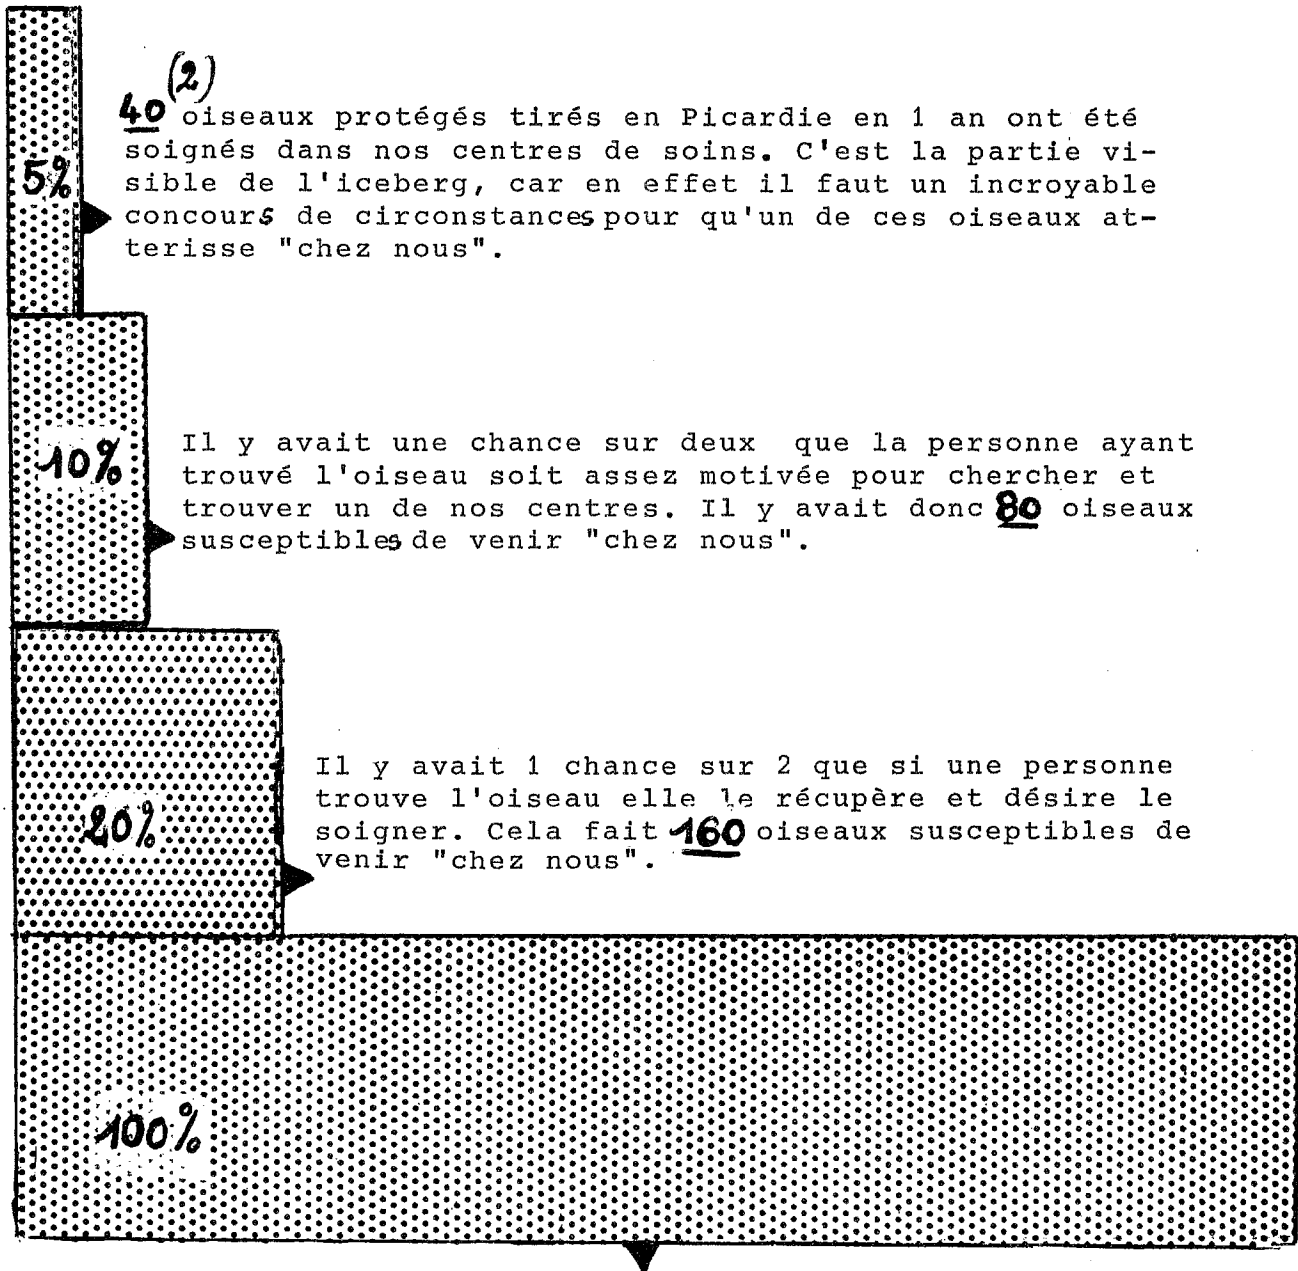 (2)
40 oiseaux protégés tirés en Picardie en 1 an ont été
soignés dans nos centres de soins. C'est la partie vi-
sible de l'iceberg, car en effet il faut un incroyable
5%
concours de circonstances pour qu'un de ces oiseaux at-
terisse "chez nous".
10%
Il y avait une chance sur deux que la personne ayant
trouvé l'oiseau soit assez motivée pour chercher et
trouver un de nos centres. Il y avait donc 80 oiseaux
susceptibles de venir "chez nous".
Il y avait 1 chance sur 2 que si une personne
trouve l'oiseau elle le récupère et désire le
20%
soigner. Cela fait 160 oiseaux susceptibles de
venir "chez nous".
100%